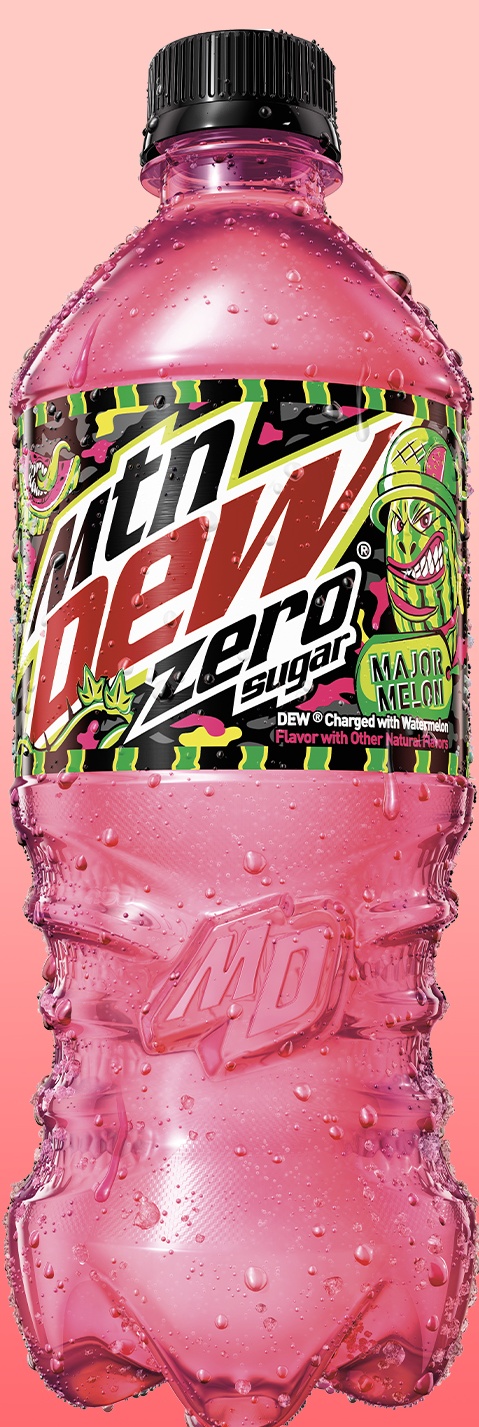 Mtn
DEW ®
zero
sugar
MAJOR
MELON
DEW ® Charged with Watermelon
Flavor with Other Natural Flavors
MD